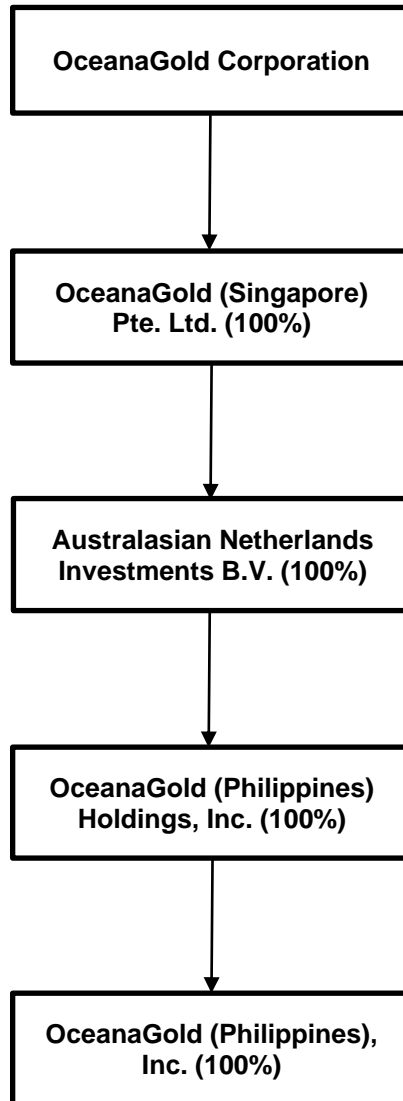 OceanaGold Corporation
OceanaGold (Singapore)
Pte. Ltd. (100%)
Australasian Netherlands
Investments B.V. (100%)
OceanaGold (Philippines)
Holdings, Inc. (100%)
OceanaGold (Philippines),
Inc. (100%)